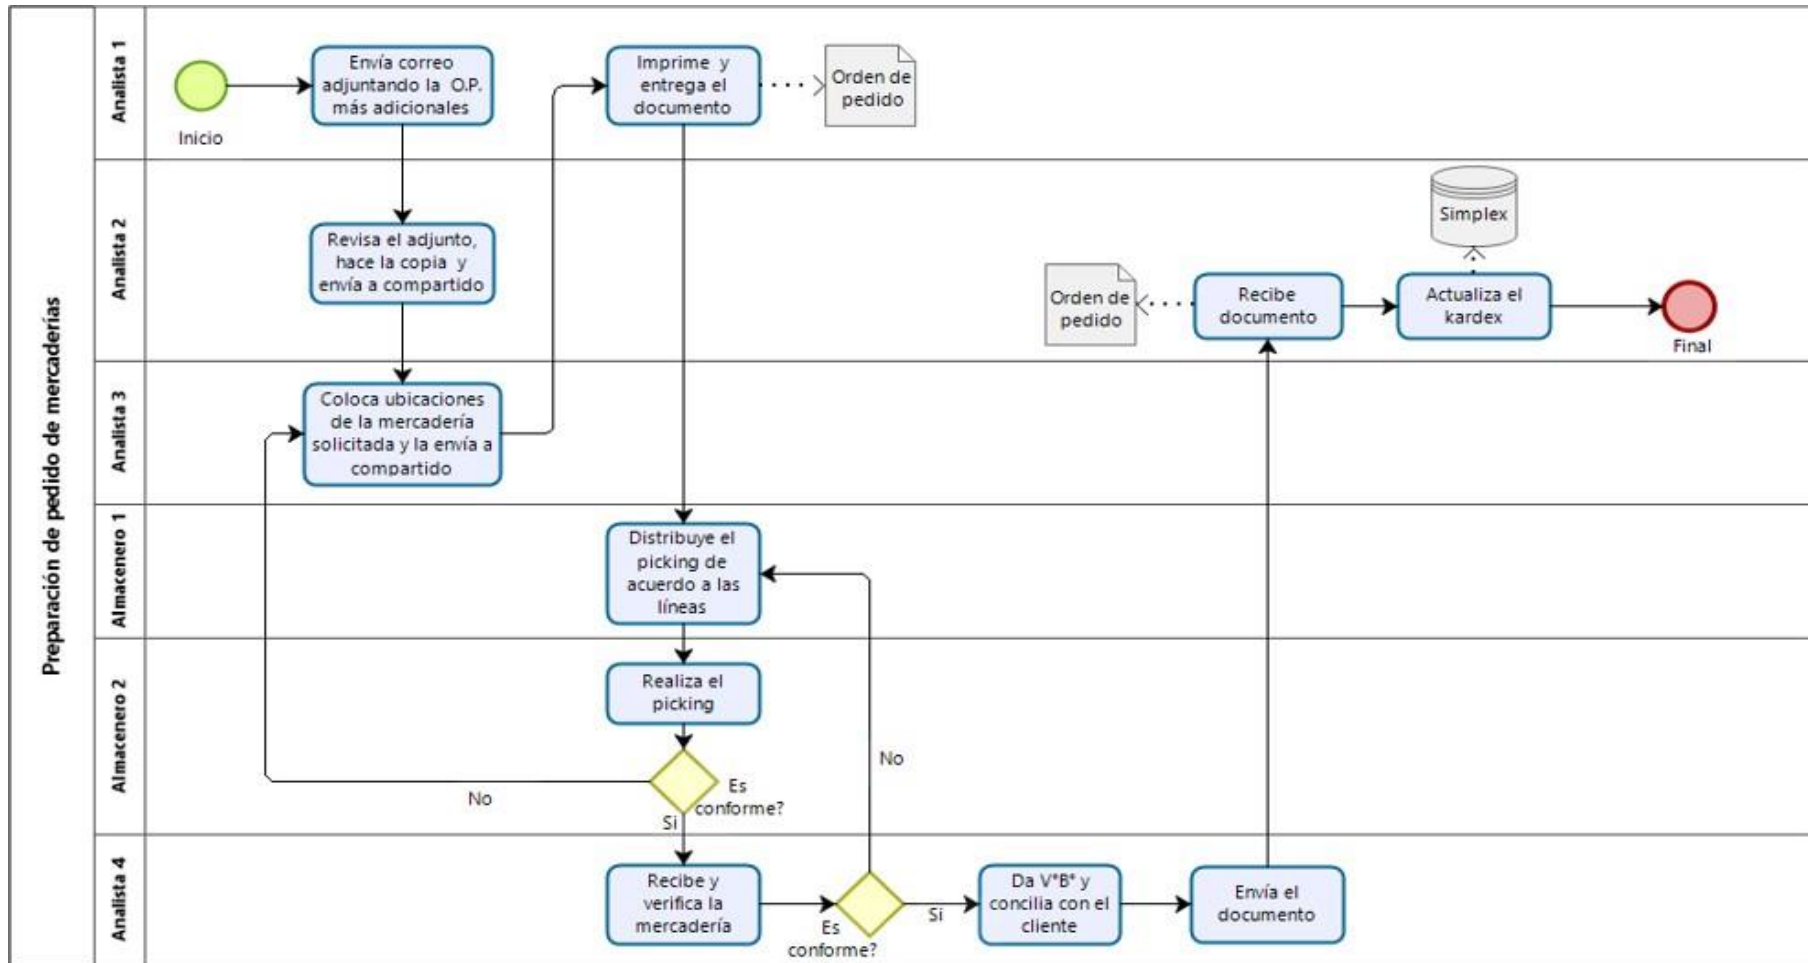 Preparación de pedido de mercaderías
Analista 1
Inicio
Envía correo
adjuntando la O.P.
más adicionales
Imprime y
entrega el
documento
Orden de
pedido
Analista 2
Revisa el adjunto,
hace la copia y
envía a compartido
Orden de
pedido
Recibe
documento
Simplex
Actualiza el
kardex
Final
Analista 3
Coloca ubicaciones
de la mercadería
solicitada y la envía a
compartido
Almacenero 1
Distribuye el
picking de
acuerdo a las
líneas
Almacenero 2
Realiza el
picking
No
Es
conforme?
Si
No
Analista 4
Recibe y
verifica la
mercadería
Es
conforme?
Si
Da V°B° y
concilia con el
cliente
Envía el
documento